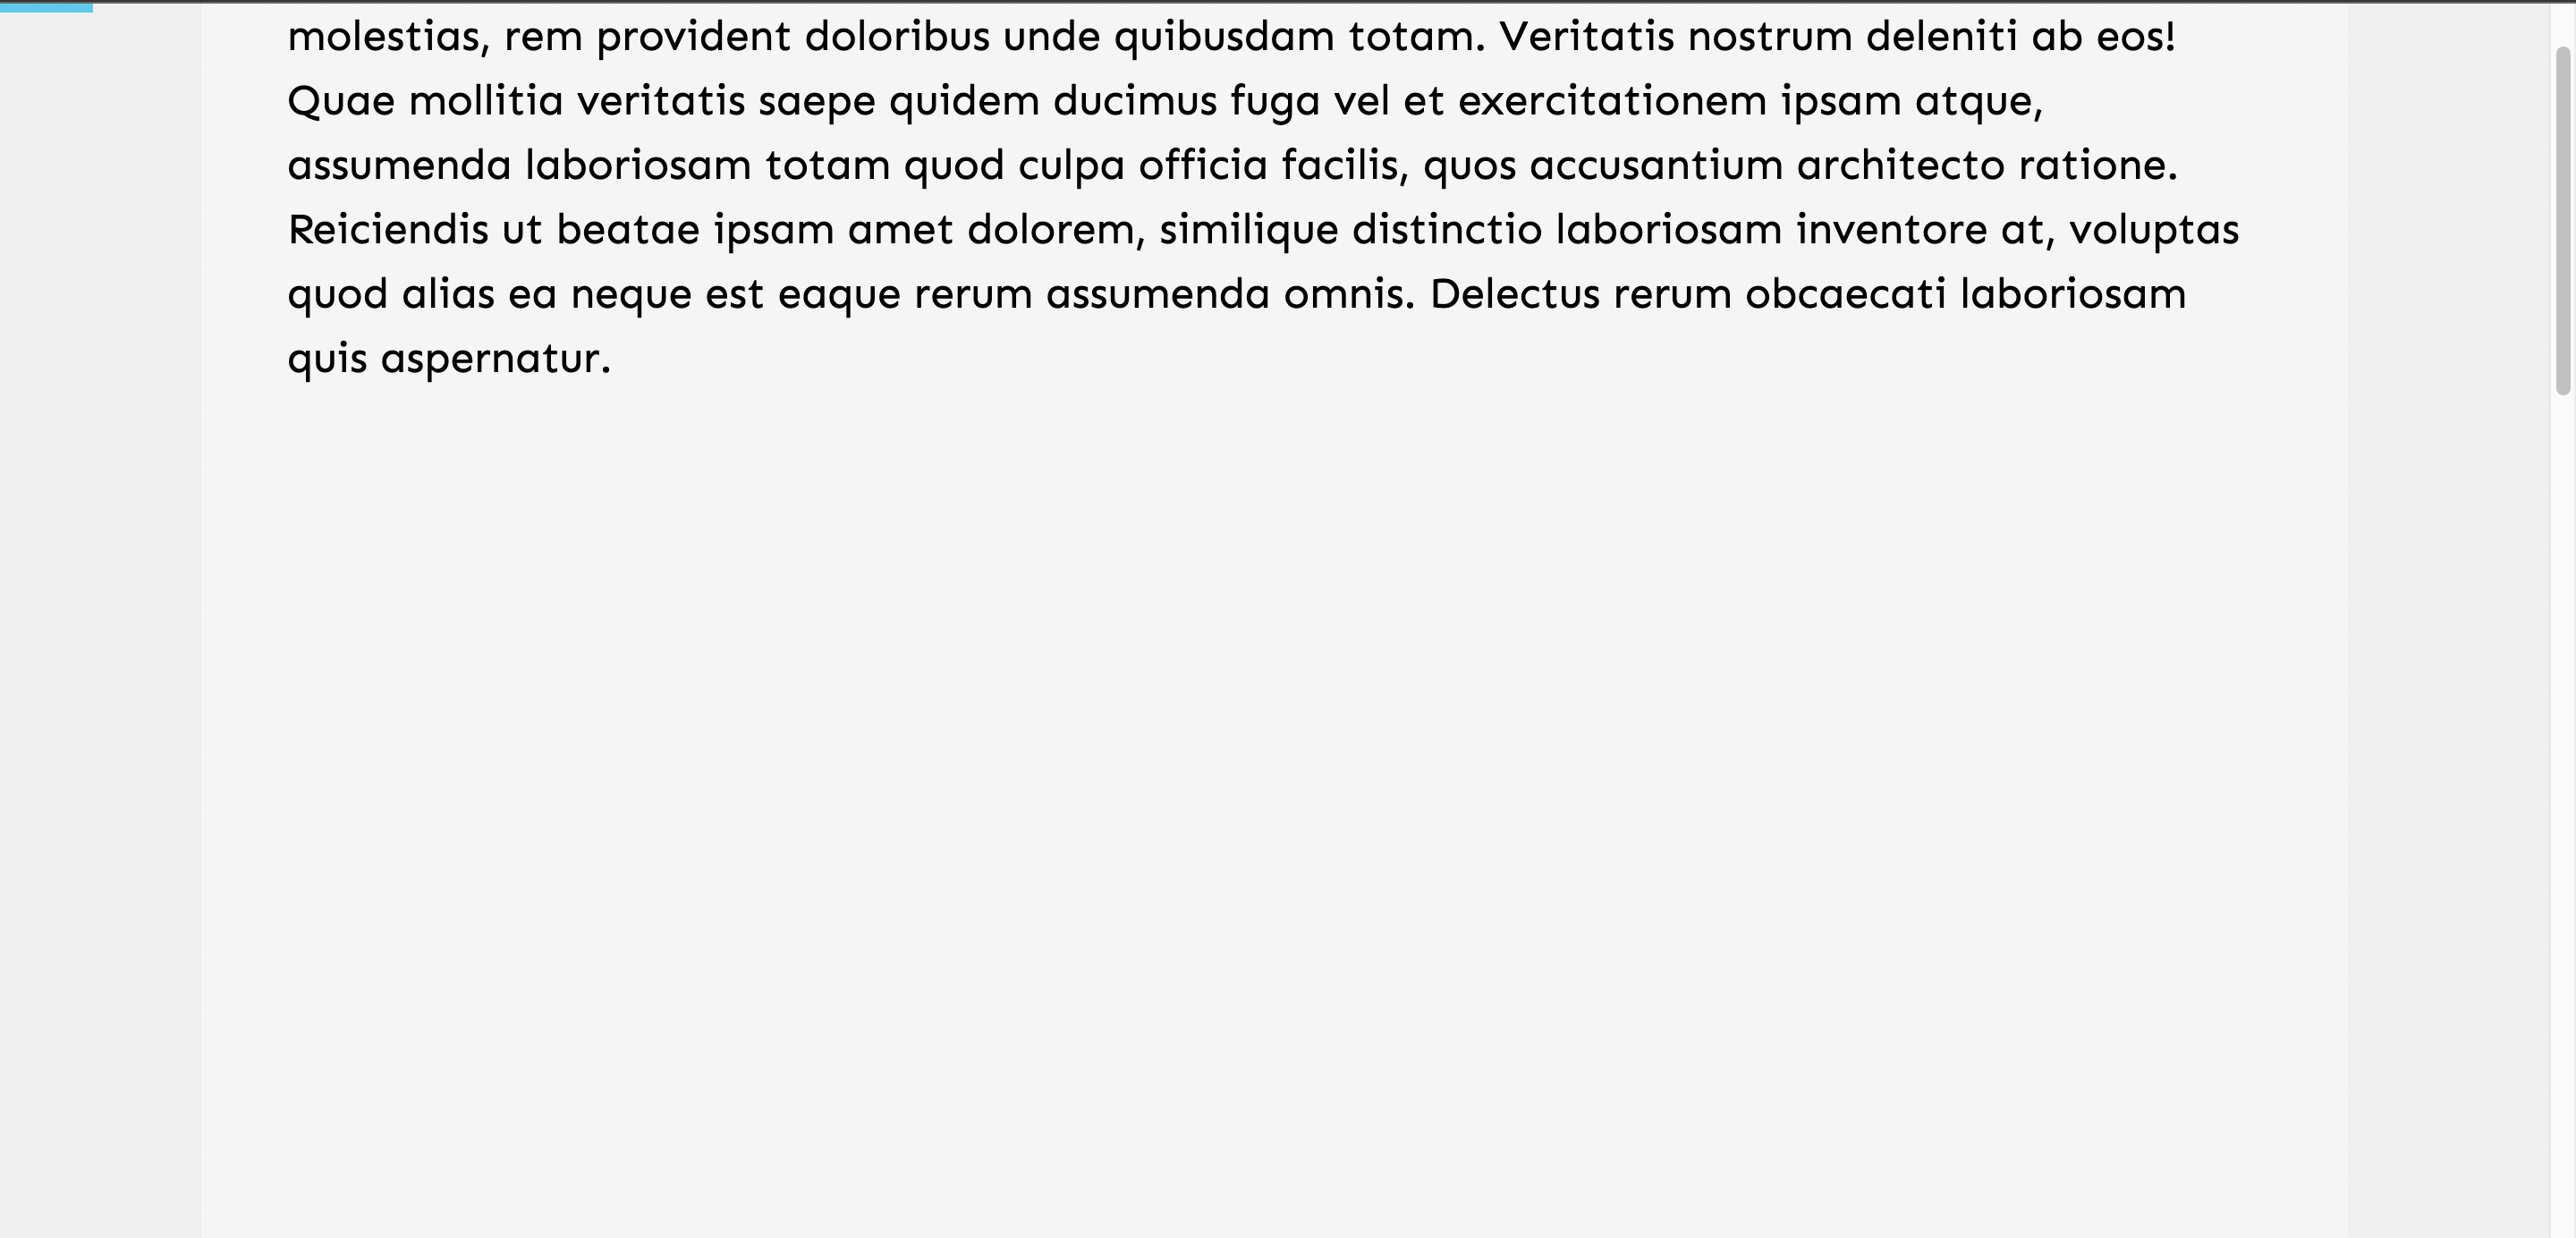 molestias, rem provident doloribus unde quibusdam totam. Veritatis nostrum deleniti ab eos!
Quae mollitia veritatis saepe quidem ducimus fuga vel et exercitationem ipsam atque,
assumenda laboriosam totam quod culpa officia facilis, quos accusantium architecto ratione.
Reiciendis ut beatae ipsam amet dolorem, similique distinctio laboriosam inventore at, voluptas
quod alias ea neque est eaque rerum assumenda omnis. Delectus rerum obcaecati laboriosam
quis aspernatur.